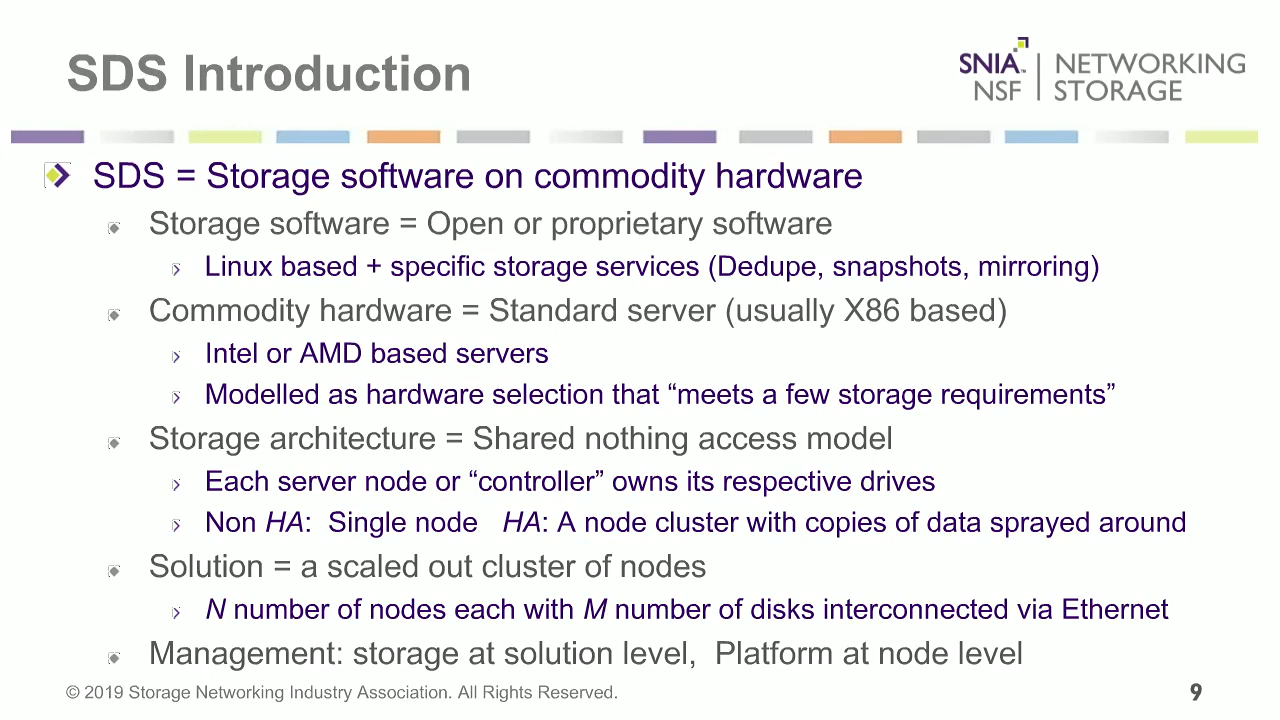 SDS Introduction
SNIA™ NSF | NETWORKING STORAGE
SDS = Storage software on commodity hardware
Storage software = Open or proprietary software
Linux based + specific storage services (Dedupe, snapshots, mirroring)
Commodity hardware = Standard server (usually X86 based)
Intel or AMD based servers
Modelled as hardware selection that “meets a few storage requirements”
Storage architecture = Shared nothing access model
Each server node or “controller” owns its respective drives
Non HA:  Single node   HA: A node cluster with copies of data sprayed around
Solution = a scaled out cluster of nodes
N number of nodes each with M number of disks interconnected via Ethernet
Management: storage at solution level,  Platform at node level
© 2019 Storage Networking Industry Association. All Rights Reserved.
9